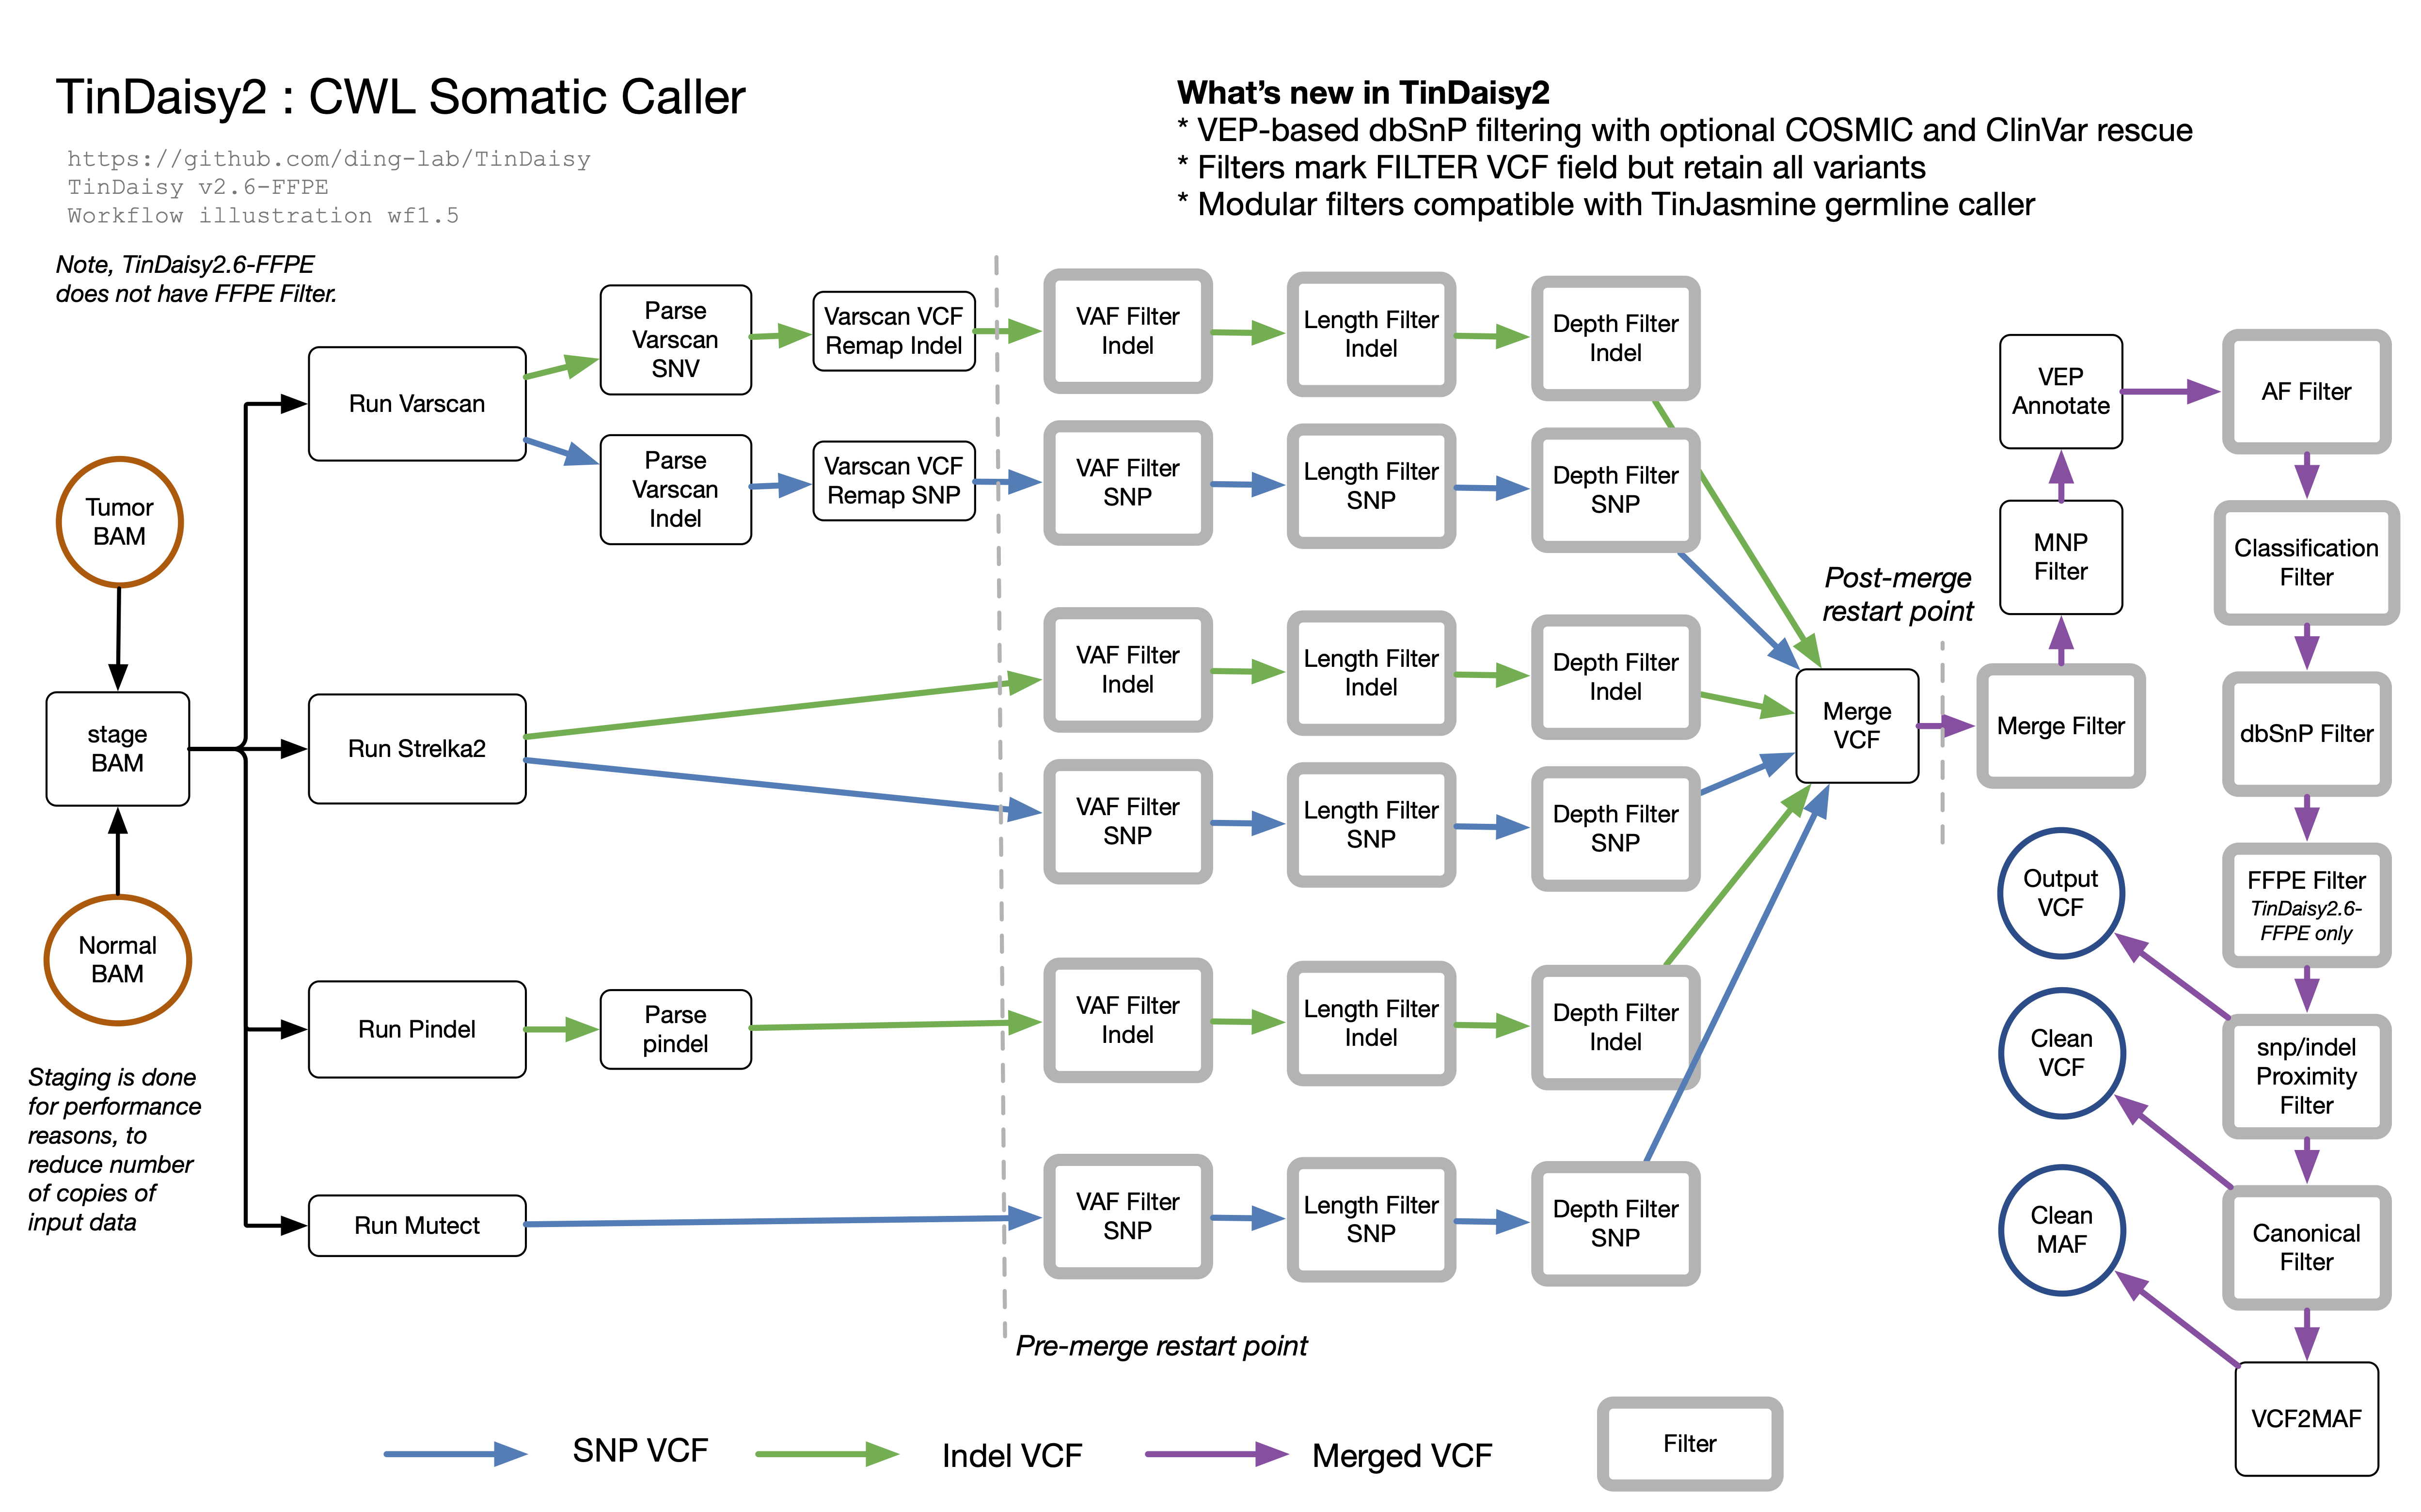 TinDaisy2 : CWL Somatic Caller
https://github.com/ding-lab/TinDaisy
TinDaisy v2.6-FFPE
Workflow illustration wf1.5
Note, TinDaisy2.6-FFPE
does not have FFPE Filter.
What's new in TinDaisy2
* VEP-based dbSnP filtering with optional COSMIC and ClinVar rescue
* Filters mark FILTER VCF field but retain all variants
* Modular filters compatible with TinJasmine germline caller
Tumor
BAM
stage
BAM
Normal
BAM
Staging is done
for performance
reasons, to
reduce number
of copies of
input data
Run Varscan
Parse
Varscan
SNV
Varscan VCF
Remap Indel
VAF Filter
Indel
Length Filter
Indel
Depth Filter
Indel
Parse
Varscan
Indel
Varscan VCF
Remap SNP
VAF Filter
SNP
Length Filter
SNP
Depth Filter
SNP
Run Strelka2
VAF Filter
Indel
Length Filter
Indel
Depth Filter
Indel
VAF Filter
SNP
Length Filter
SNP
Depth Filter
SNP
Run Pindel
Parse
pindel
VAF Filter
Indel
Length Filter
Indel
Depth Filter
Indel
Run Mutect
VAF Filter
SNP
Length Filter
SNP
Depth Filter
SNP
Pre-merge restart point
Merge
VCF
Post-merge
restart point
Merge Filter
MNP
Filter
VEP
Annotate
AF Filter
Classification
Filter
dbSnP Filter
FFPE Filter
TinDaisy2.6-
FFPE only
snp/indel
Proximity
Filter
Canonical
Filter
VCF2MAF
Output
VCF
Clean
VCF
Clean
MAF
SNP VCF
Indel VCF
Merged VCF
Filter